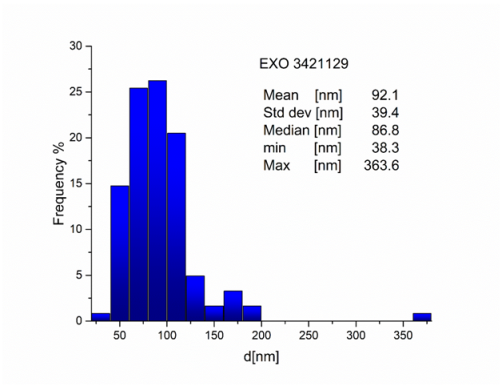 30
25
20
15
10
5
0
Frequency %
EXO 3421129
Mean [nm] 92.1
Std dev [nm] 39.4
Median [nm] 86.8
min [nm] 38.3
Max [nm] 363.6
50 100 150 200 250 300 350
d[nm]